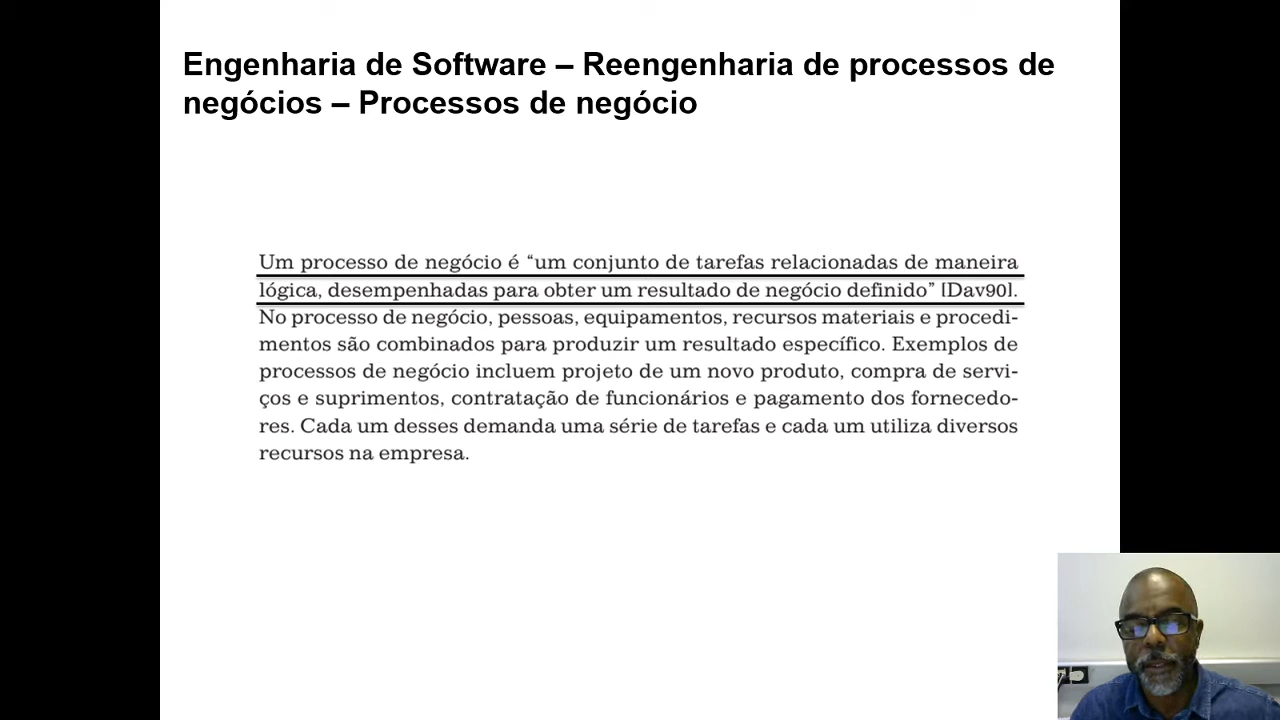 Engenharia de Software – Reengenharia de processos de
negócios – Processos de negócio
Um processo de negócio é “um conjunto de tarefas relacionadas de maneira
lógica, desempenhadas para obter um resultado de negócio definido” [Dav90].
No processo de negócio, pessoas, equipamentos, recursos materiais e procedi-
mentos são combinados para produzir um resultado específico. Exemplos de
processos de negócio incluem projeto de um novo produto, compra de servi-
ços e suprimentos, contratação de funcionários e pagamento dos fornecedo-
res. Cada um desses demanda uma série de tarefas e cada um utiliza diversos
recursos na empresa.